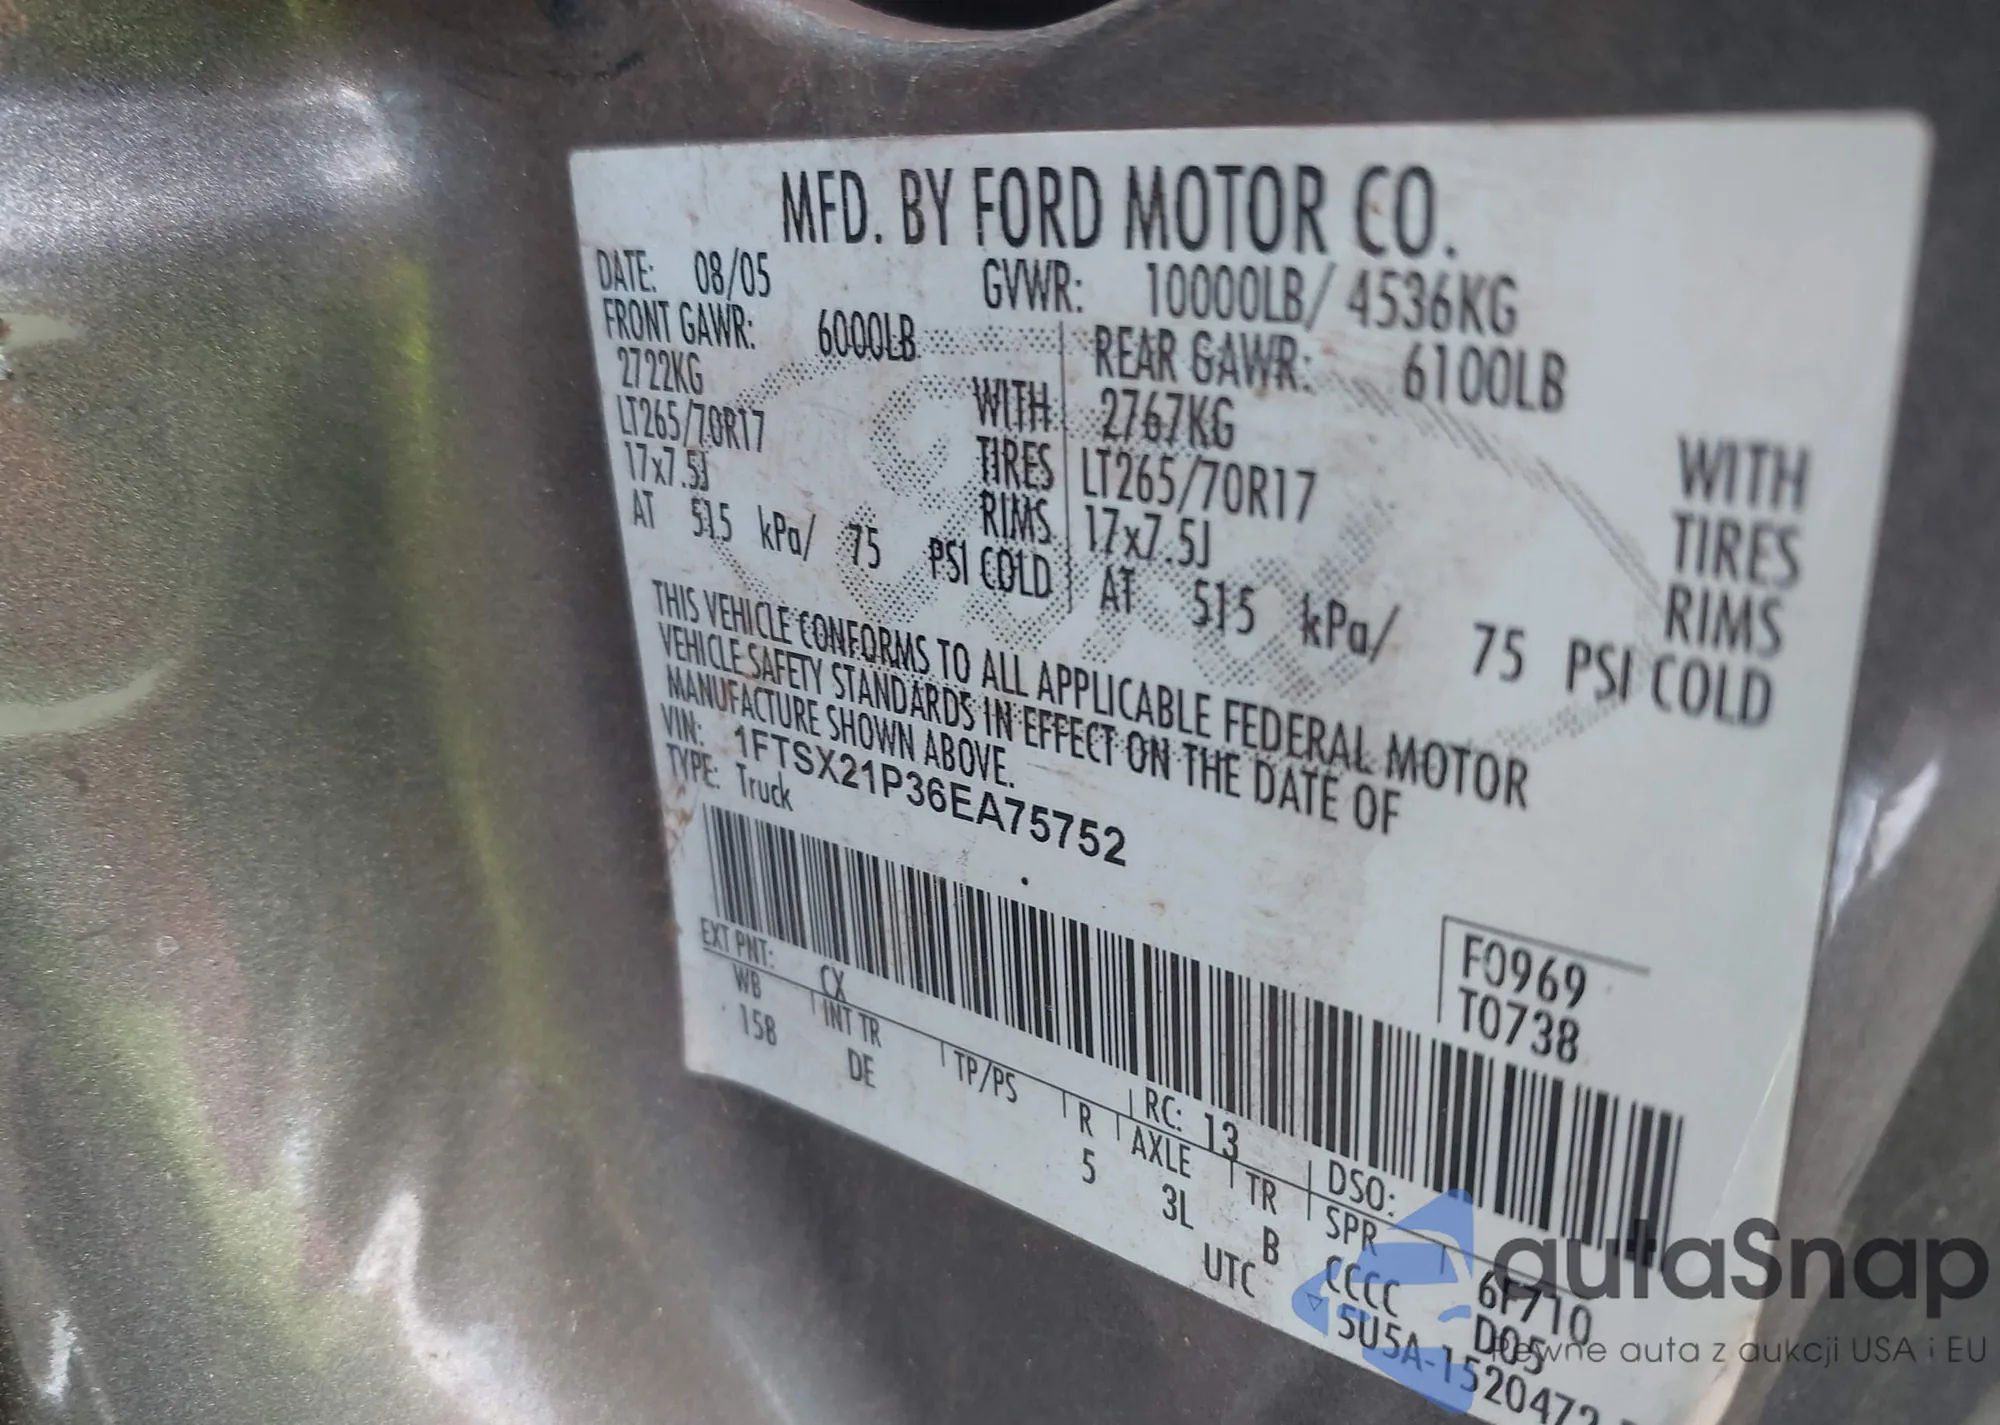 MFD. BY FORD MOTOR CO.
DATE: 08/05 GVWR: 10000LB/ 4536KG
FRONT GAWR: 6000LB REAR GAWR: 6100LB
2722KG WITH 2767KG WITH
LT265/70R17 TIRES LT265/70R17 TIRES
17x7.5J RIMS 17x7.5J RIMS
AT 515 kPa/ 75 PSI COLD AT 515 kPa/ 75 PSI COLD
THIS VEHICLE CONFORMS TO ALL APPLICABLE FEDERAL MOTOR
VEHICLE SAFETY STANDARDS IN EFFECT ON THE DATE OF
MANUFACTURE SHOWN ABOVE.
VIN: 1FTSX21P36EA75752
TYPE: Truck
F0969
T0738
EXT PNT: CX RC: 13 DSO:
WB INT TR TP/PS R AXLE TR SPR 6F710
158 DE 5 3L B CCCC D05
UTC ▽5U5A-1520472
autaSnap
Pewne auta z aukcji USA i EU